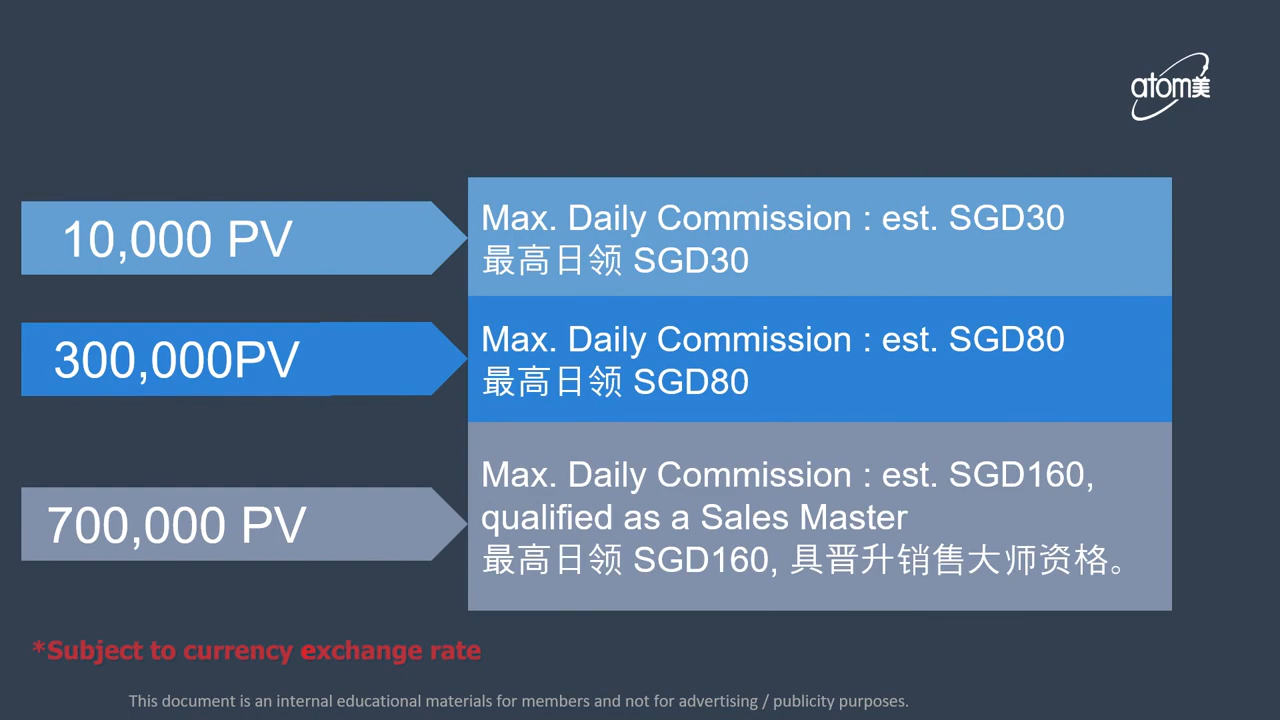 atom美
10,000 PV
Max. Daily Commission : est. SGD30
最高日领 SGD30
300,000PV
Max. Daily Commission : est. SGD80
最高日领 SGD80
700,000 PV
Max. Daily Commission : est. SGD160,
qualified as a Sales Master
最高日领 SGD160, 具晋升销售大师资格。
*Subject to currency exchange rate
This document is an internal educational materials for members and not for advertising / publicity purposes.